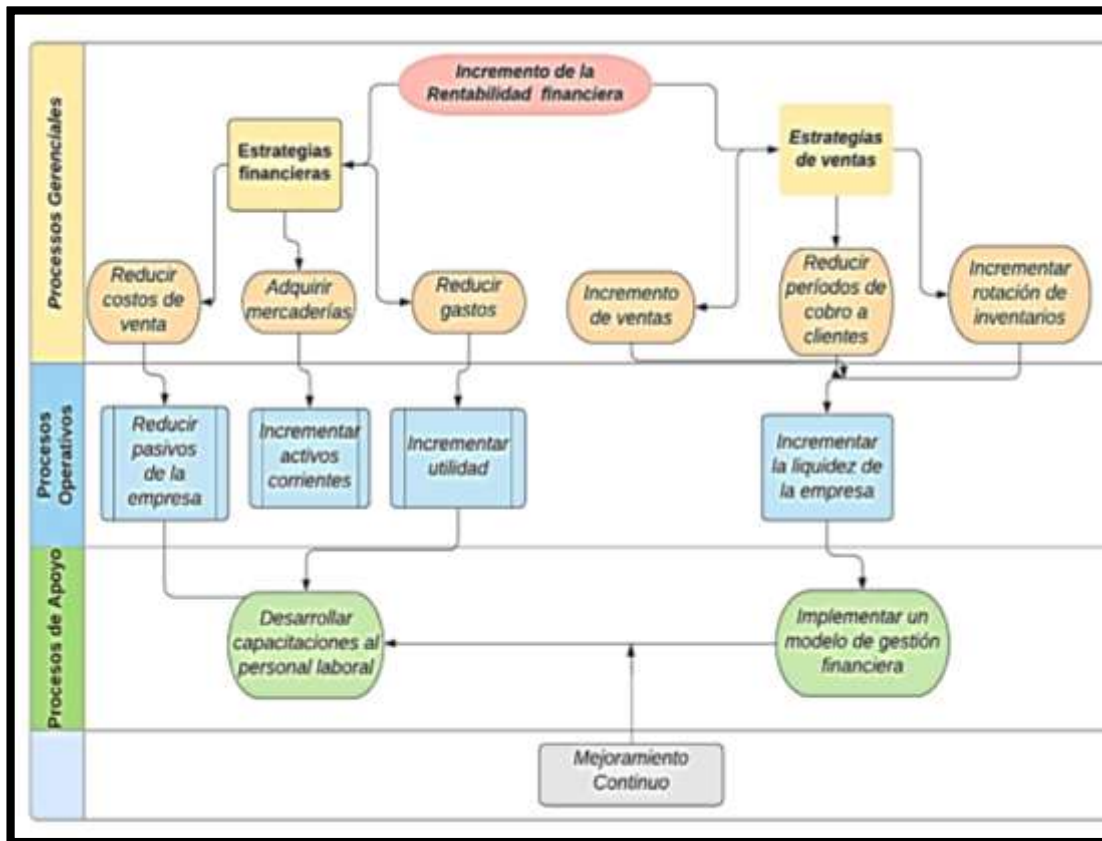 Processos Gerenciales
Incremento de la
Rentabilidad financiera
Estrategias
financieras
Estrategias
de ventas
Reducir
costos de
venta
Adquirir
mercaderías
Reducir
gastos
Incremento
de ventas
Reducir
períodos de
cobro a
clientes
Incrementar
rotación de
inventarios
Procesos
Operativos
Reducir
pasivos
de la
empresa
Incrementar
activos
corrientes
Incrementar
utilidad
Incrementar
la liquidez de
la empresa
Procesos de Apoyo
Desarrollar
capacitaciones al
personal laboral
Implementar un
modelo de gestión
financiera
Mejoramiento
Continuo